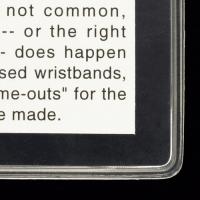 not common,
-- or the right
- does happen
sed wristbands,
me-outs" for the
e made.